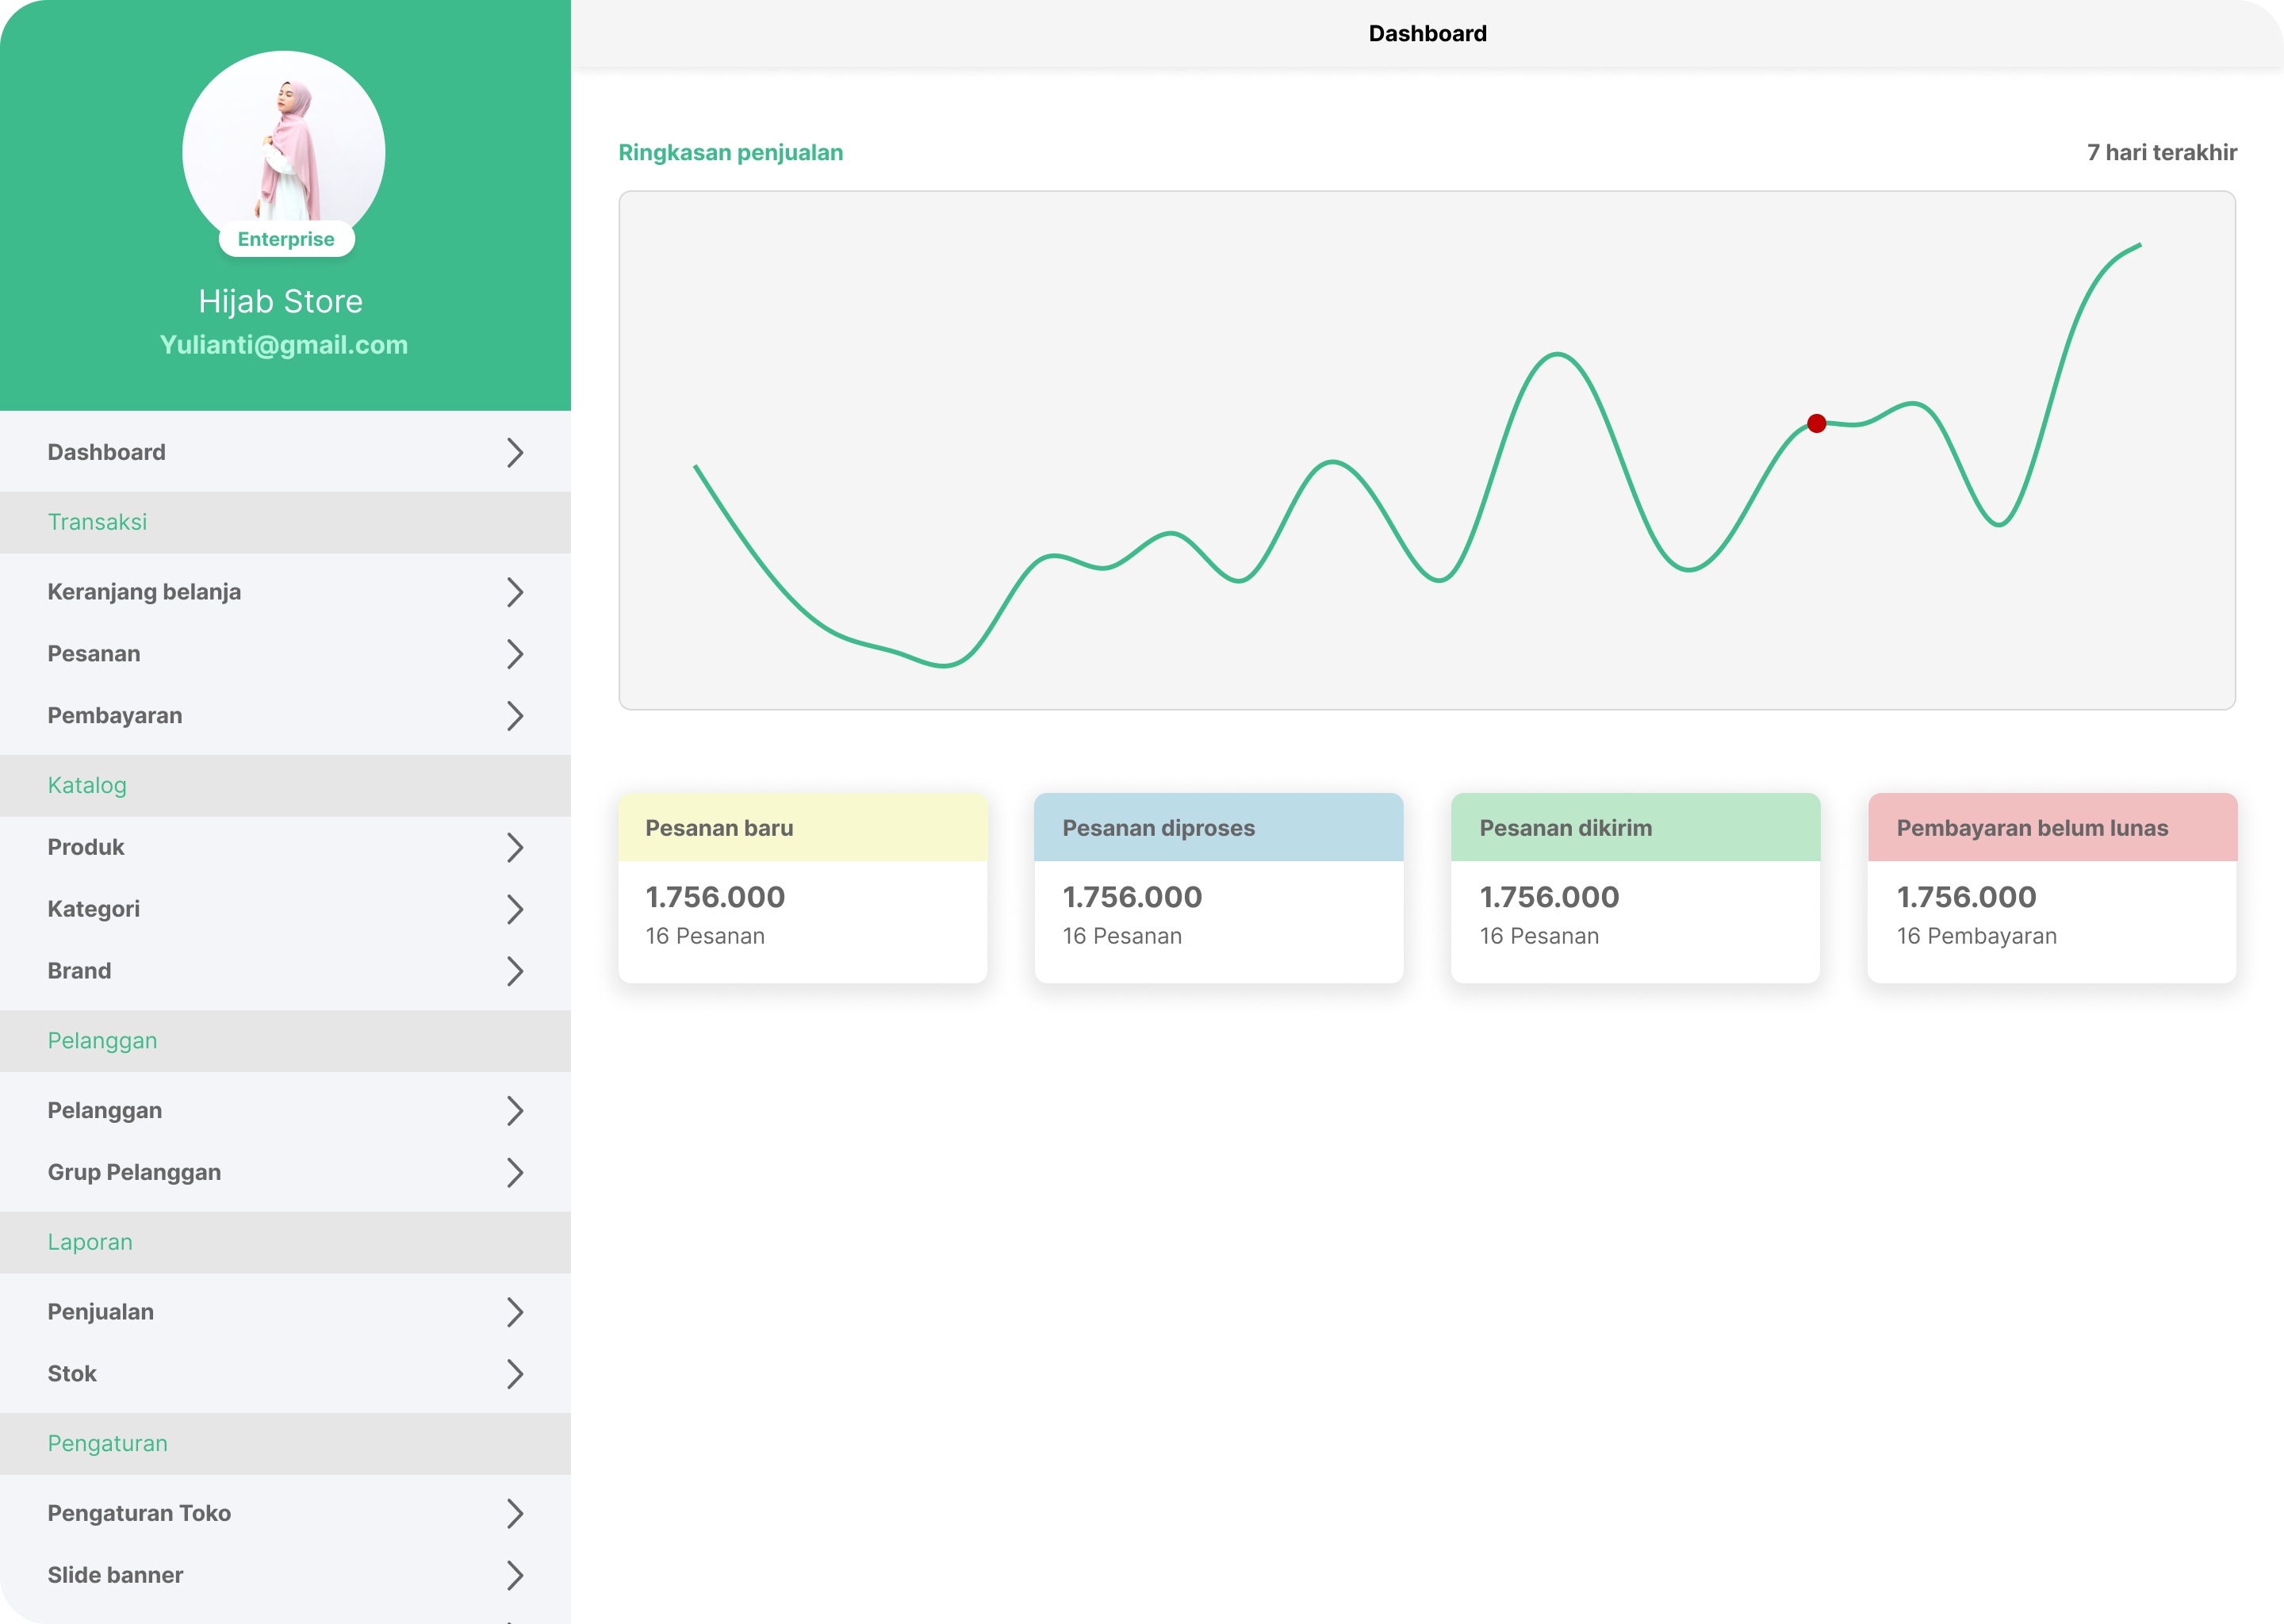 Enterprise
Hijab Store
Yulianti@gmail.com
Dashboard
Transaksi
Keranjang belanja
Pesanan
Pembayaran
Katalog
Produk
Kategori
Brand
Pelanggan
Pelanggan
Grup Pelanggan
Laporan
Penjualan
Stok
Pengaturan
Pengaturan Toko
Slide banner
Dashboard
Ringkasan penjualan
7 hari terakhir
Pesanan baru
1.756.000
16 Pesanan
Pesanan diproses
1.756.000
16 Pesanan
Pesanan dikirim
1.756.000
16 Pesanan
Pembayaran belum lunas
1.756.000
16 Pembayaran